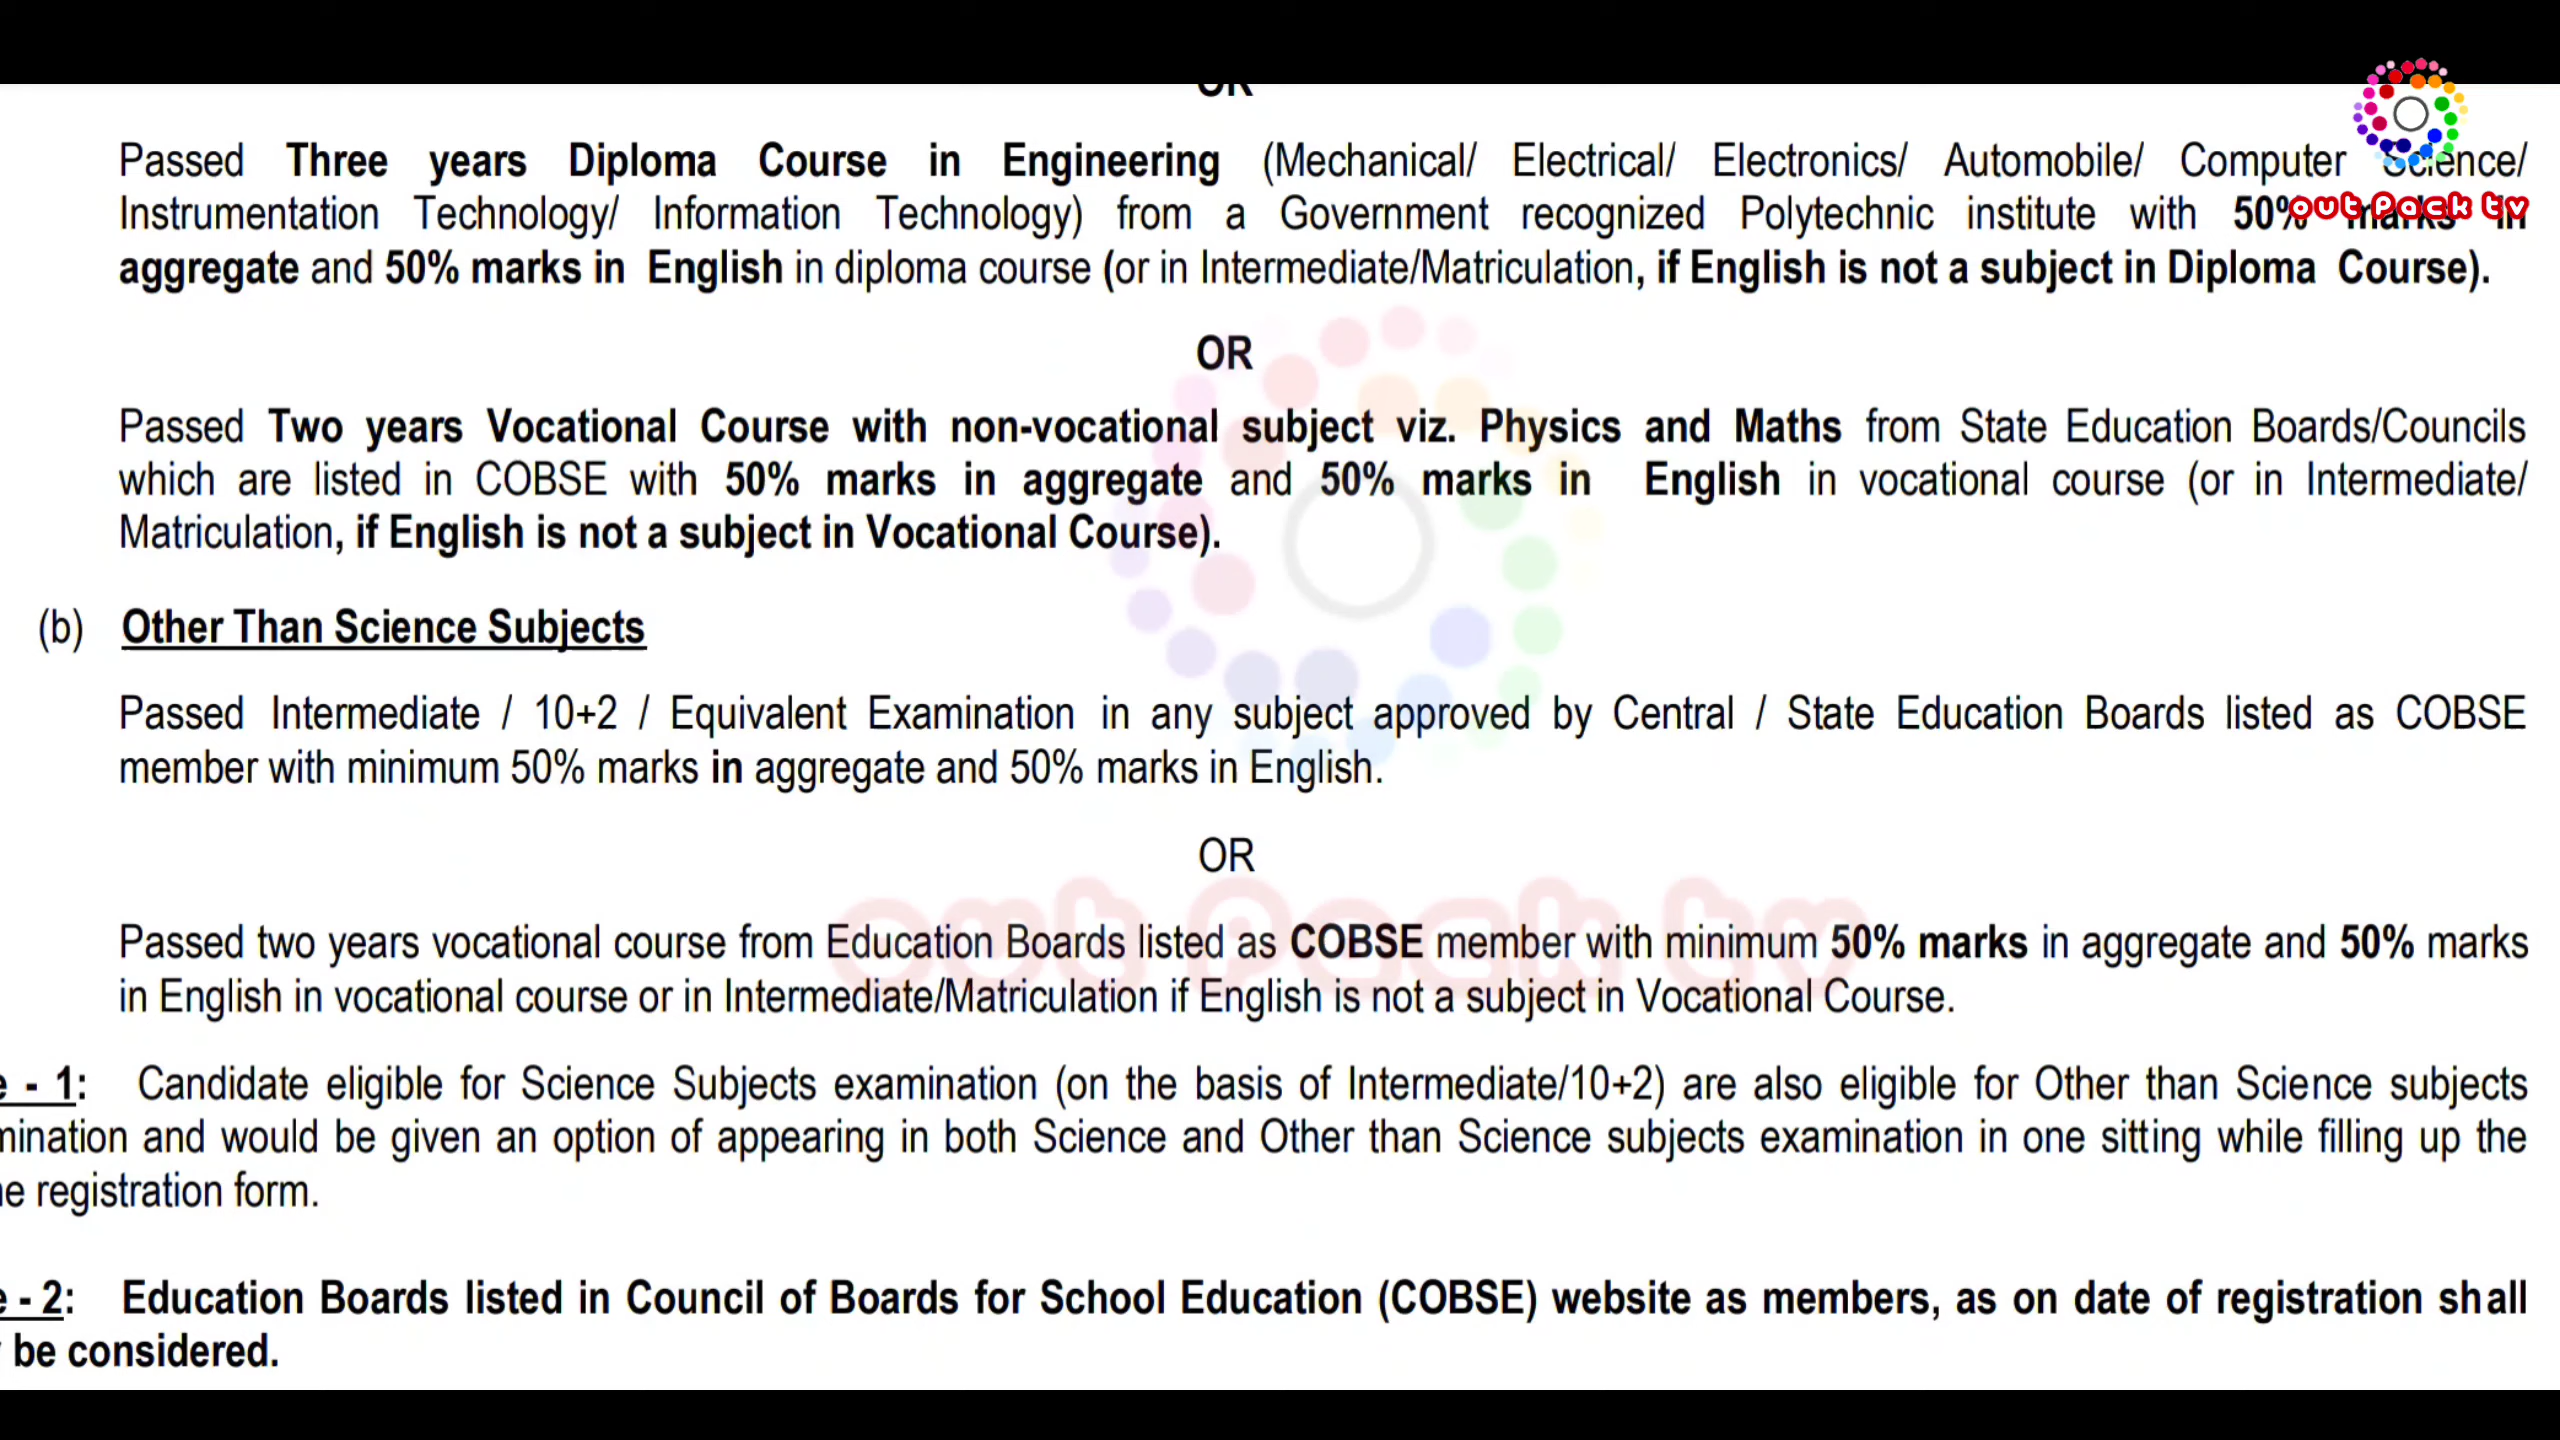 OR
Passed Three years Diploma Course in Engineering (Mechanical/ Electrical/ Electronics/ Automobile/ Computer Science/
Instrumentation Technology/ Information Technology) from a Government recognized Polytechnic institute with 50% marks in
out Pack tv
aggregate and 50% marks in English in diploma course (or in Intermediate/Matriculation, if English is not a subject in Diploma Course).
OR
Passed Two years Vocational Course with non-vocational subject viz. Physics and Maths from State Education Boards/Councils
which are listed in COBSE with 50% marks in aggregate and 50% marks in English in vocational course (or in Intermediate/
Matriculation, if English is not a subject in Vocational Course).
(b) Other Than Science Subjects
Passed Intermediate / 10+2 / Equivalent Examination in any subject approved by Central / State Education Boards listed as COBSE
member with minimum 50% marks in aggregate and 50% marks in English.
OR
out Pack tv
Passed two years vocational course from Education Boards listed as COBSE member with minimum 50% marks in aggregate and 50% marks
in English in vocational course or in Intermediate/Matriculation if English is not a subject in Vocational Course.
e - 1: Candidate eligible for Science Subjects examination (on the basis of Intermediate/10+2) are also eligible for Other than Science subjects
mination and would be given an option of appearing in both Science and Other than Science subjects examination in one sitting while filling up the
ne registration form.
e - 2: Education Boards listed in Council of Boards for School Education (COBSE) website as members, as on date of registration shall
be considered.